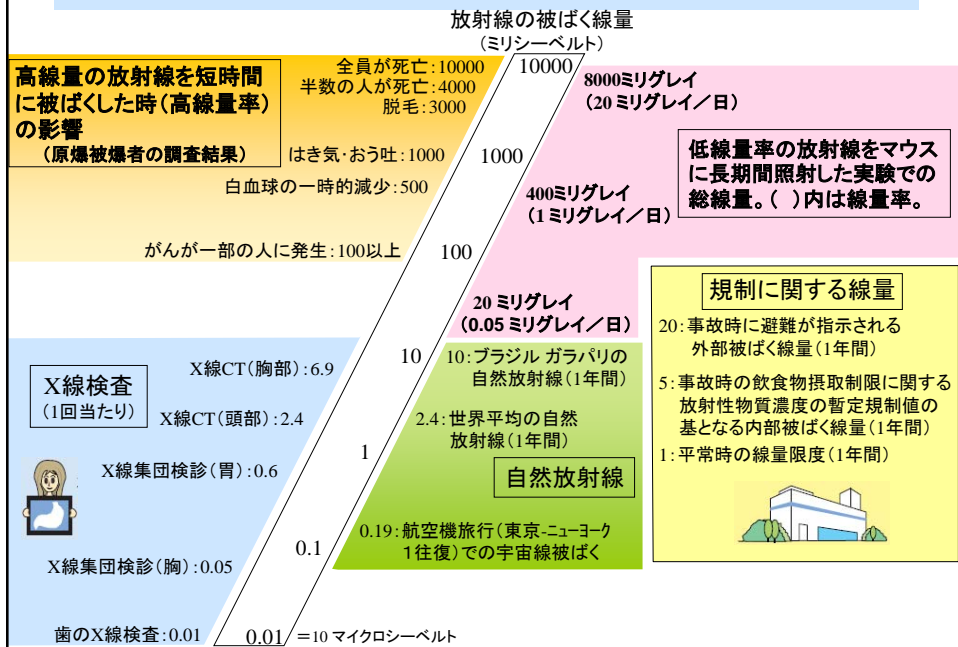 放射線の被ばく線量
(ミリシーベルト)
高線量の放射線を短時間
に被ばくした時(高線量率)
の影響
(原爆被爆者の調査結果)
全員が死亡:10000
半数の人が死亡:4000
脱毛:3000
はき気・おう吐:1000
白血球の一時的減少:500
がんが一部の人に発生:100以上
10000
1000
100
10
1
0.1
0.01
=10 マイクロシーベルト
8000ミリグレイ
(20 ミリグレイ/日)
400ミリグレイ
(1 ミリグレイ/日)
20 ミリグレイ
(0.05 ミリグレイ/日)
低線量率の放射線をマウス
に長期間照射した実験での
総線量。( )内は線量率。
X線検査
(1回当たり)
X線CT(胸部):6.9
X線CT(頭部):2.4
X線集団検診(胃):0.6
X線集団検診(胸):0.05
歯のX線検査:0.01
10:ブラジル ガラパリの
自然放射線(1年間)
2.4:世界平均の自然
放射線(1年間)
自然放射線
0.19:航空機旅行(東京-ニューヨーク
1往復)での宇宙線被ばく
規制に関する線量
20:事故時に避難が指示される
外部被ばく線量(1年間)
5:事故時の飲食物摂取制限に関する
放射性物質濃度の暫定規制値の
基となる内部被ばく線量(1年間)
1:平常時の線量限度(1年間)